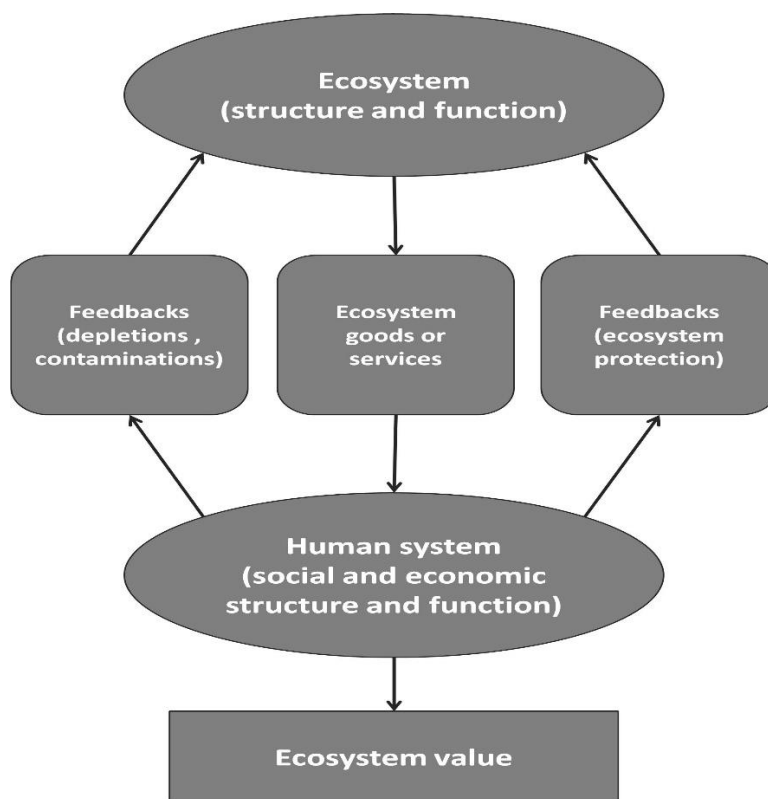 Ecosystem
(structure and function)
Feedbacks
(depletions ,
contaminations)
Ecosystem
goods or
services
Feedbacks
(ecosystem
protection)
Human system
(social and economic
structure and function)
Ecosystem value